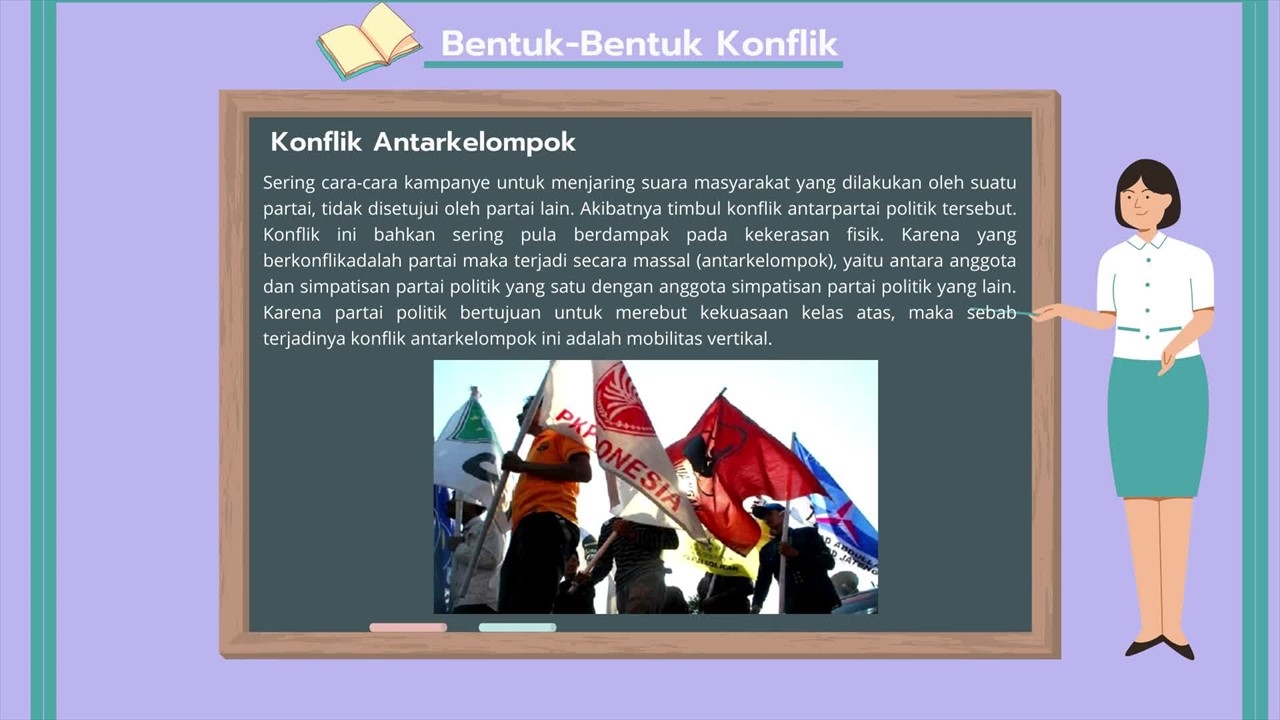 Bentuk-Bentuk Konflik
Konflik Antarkelompok
Sering cara-cara kampanye untuk menjaring suara masyarakat yang dilakukan oleh suatu
partai, tidak disetujui oleh partai lain. Akibatnya timbul konflik antarpartai politik tersebut.
Konflik ini bahkan sering pula berdampak pada kekerasan fisik. Karena yang
berkonflikadalah partai maka terjadi secara massal (antarkelompok), yaitu antara anggota
dan simpatisan partai politik yang satu dengan anggota simpatisan partai politik yang lain.
Karena partai politik bertujuan untuk merebut kekuasaan kelas atas, maka sebab
terjadinya konflik antarkelompok ini adalah mobilitas vertikal.